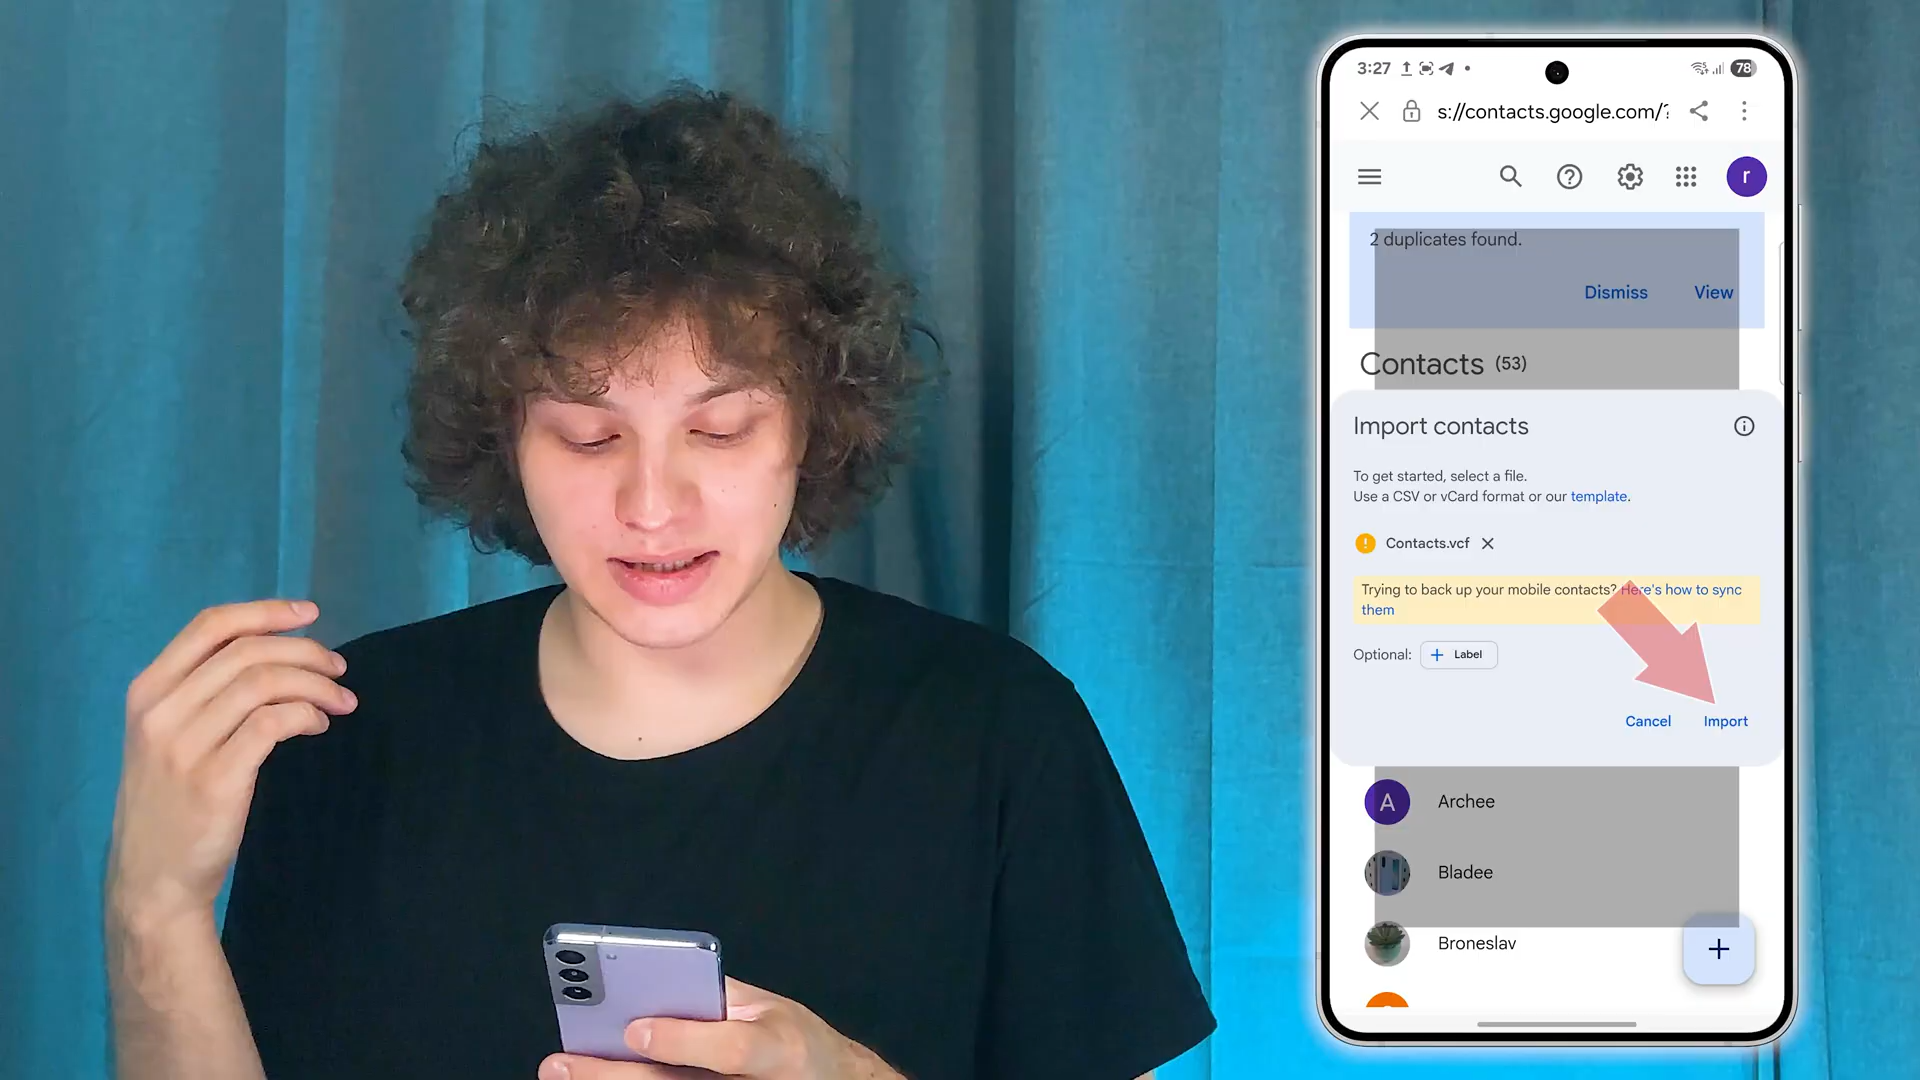 3:27
78
s://contacts.google.com/?
r
2 duplicates found.
Dismiss View
Contacts (53)
Import contacts
To get started, select a file.
Use a CSV or vCard format or our template.
Contacts.vcf
Trying to back up your mobile contacts? Here's how to sync
them
Optional: + Label
Cancel Import
A Archee
Bladee
Broneslav